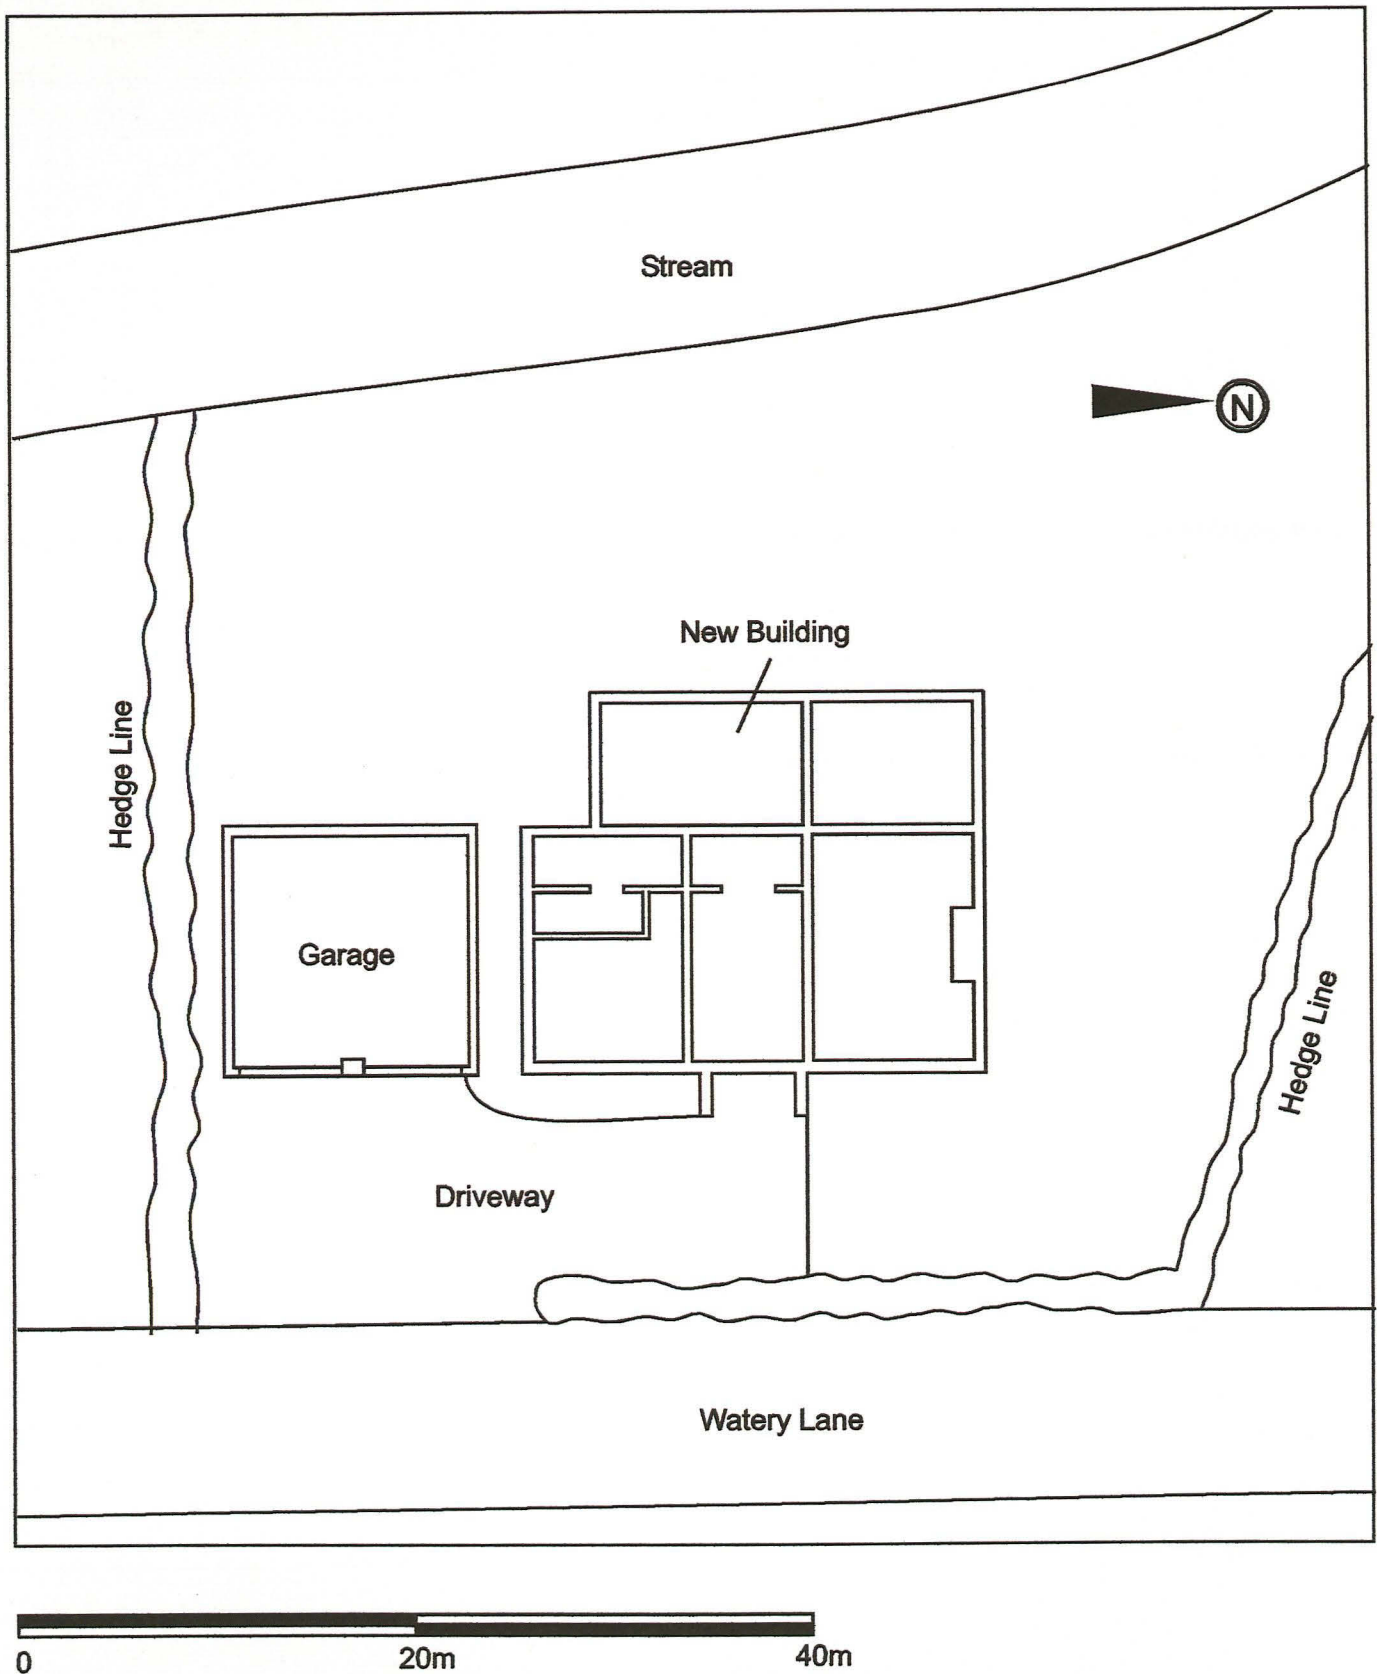 Stream
N
New Building
Hedge Line
Garage
Hedge Line
Driveway
Watery Lane
0
20m
40m